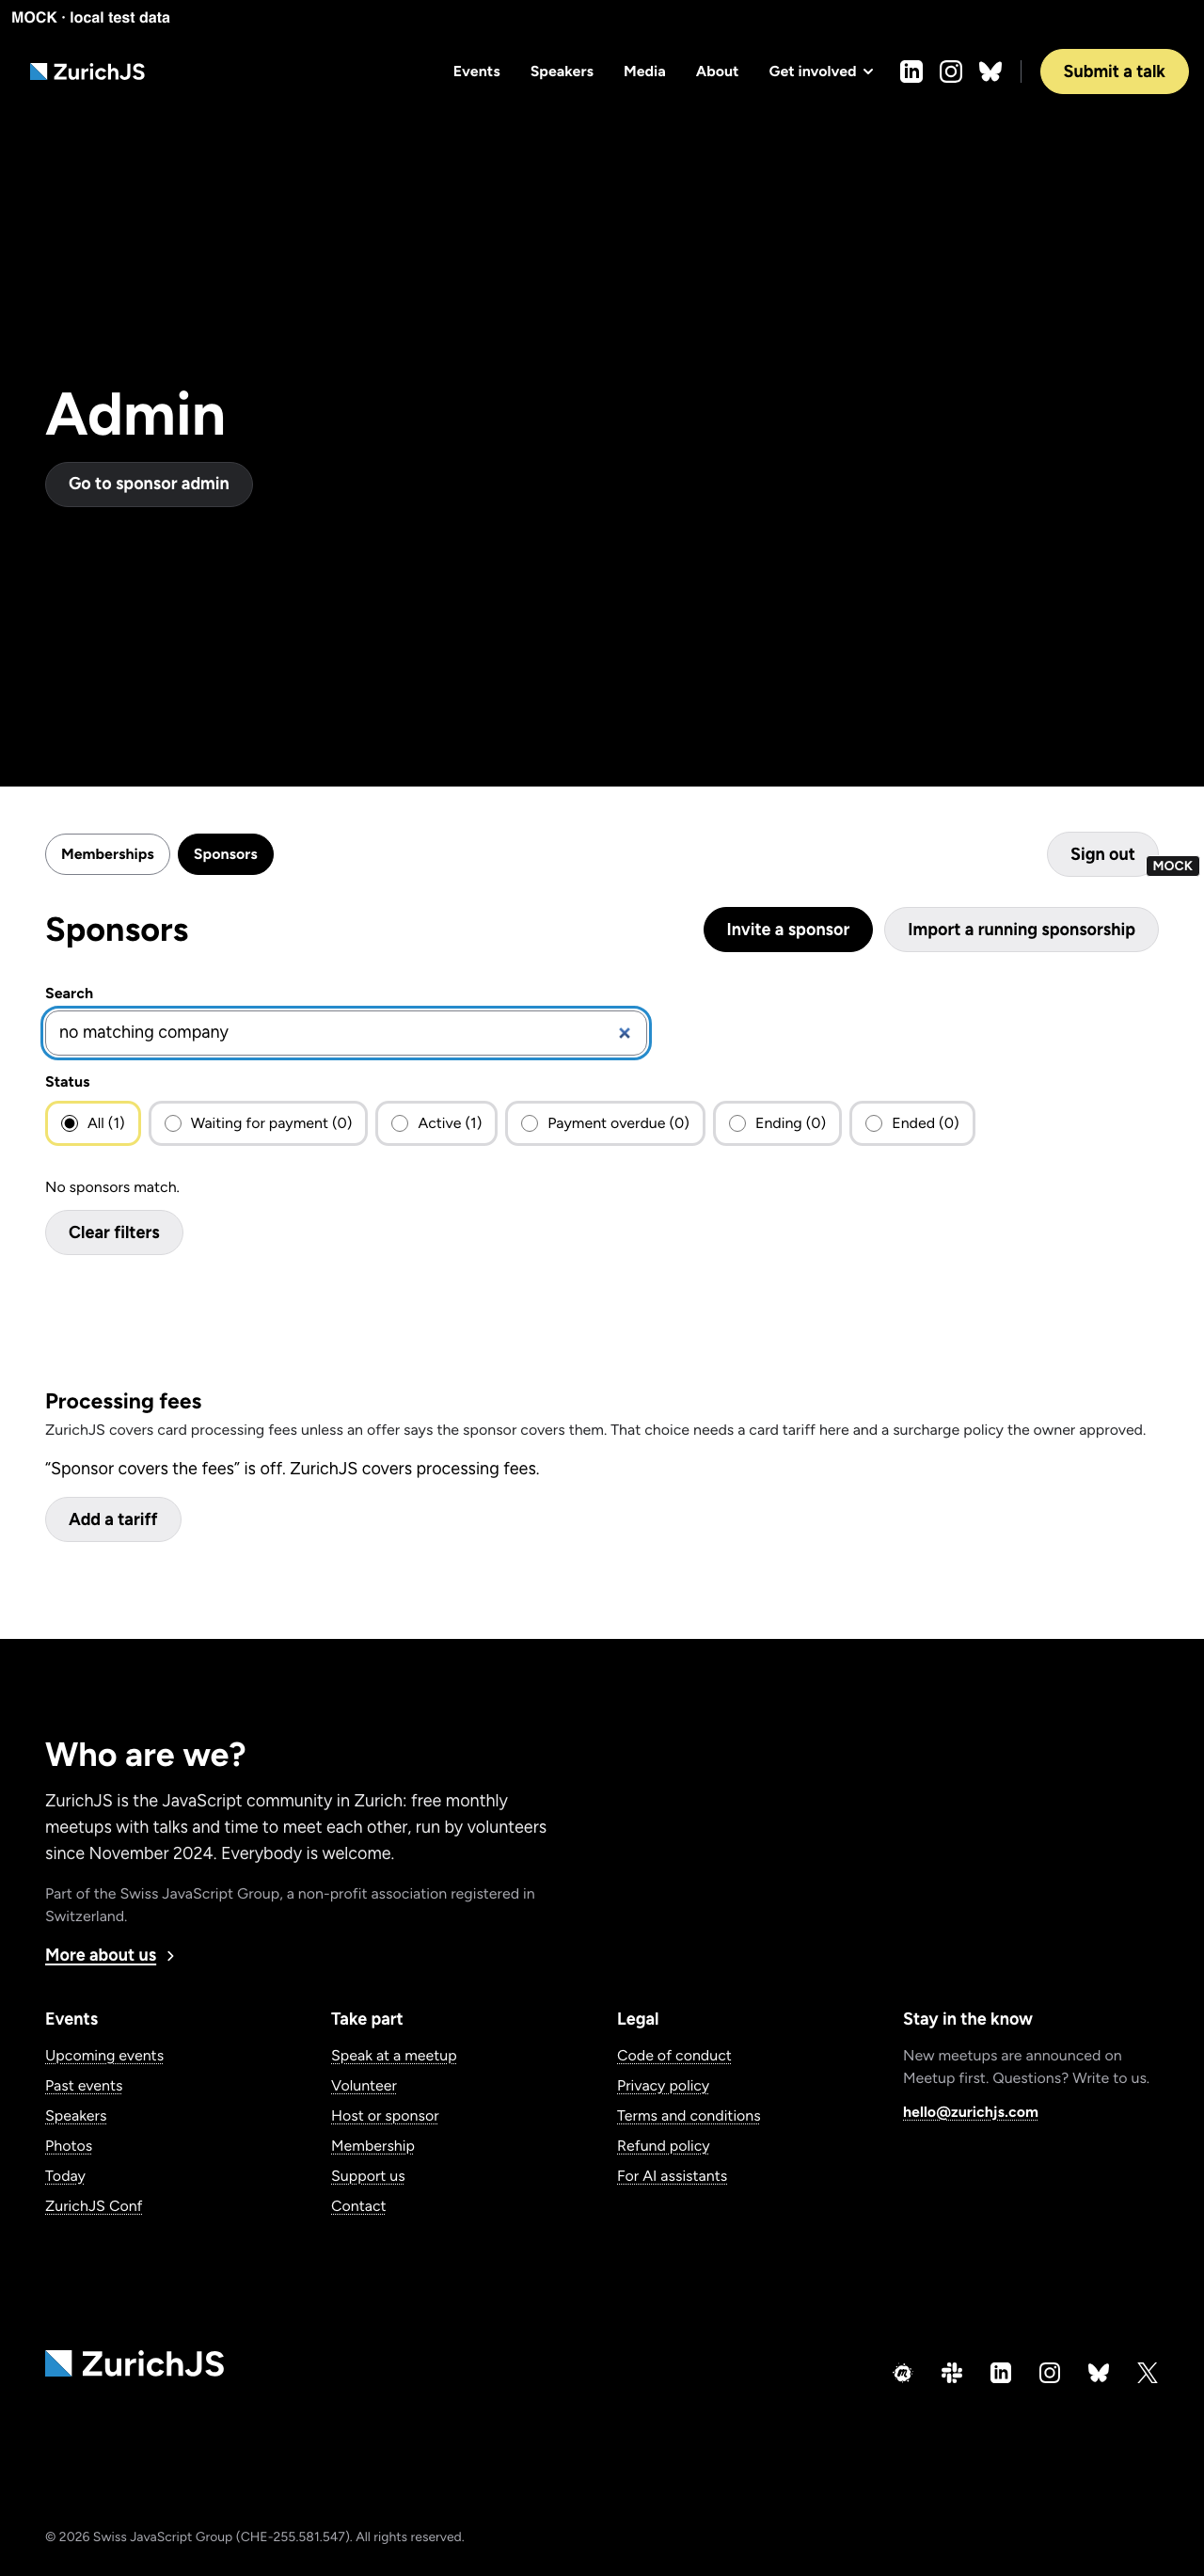 MOCK · local test data
ZurichJS
Events
Speakers
Media
About
Get involved
Submit a talk
Admin
Go to sponsor admin
Memberships
Sponsors
Sign out
MOCK
Sponsors
Invite a sponsor
Import a running sponsorship
Search
no matching company
Status
All (1)
Waiting for payment (0)
Active (1)
Payment overdue (0)
Ending (0)
Ended (0)
No sponsors match.
Clear filters
Processing fees
ZurichJS covers card processing fees unless an offer says the sponsor covers them. That choice needs a card tariff here and a surcharge policy the owner approved.
“Sponsor covers the fees” is off. ZurichJS covers processing fees.
Add a tariff
Who are we?
ZurichJS is the JavaScript community in Zurich: free monthly
meetups with talks and time to meet each other, run by volunteers
since November 2024. Everybody is welcome.
Part of the Swiss JavaScript Group, a non-profit association registered in
Switzerland.
More about us
Events
Upcoming events
Past events
Speakers
Photos
Today
ZurichJS Conf
Take part
Speak at a meetup
Volunteer
Host or sponsor
Membership
Support us
Contact
Legal
Code of conduct
Privacy policy
Terms and conditions
Refund policy
For AI assistants
Stay in the know
New meetups are announced on
Meetup first. Questions? Write to us.
hello@zurichjs.com
ZurichJS
© 2026 Swiss JavaScript Group (CHE-255.581.547). All rights reserved.